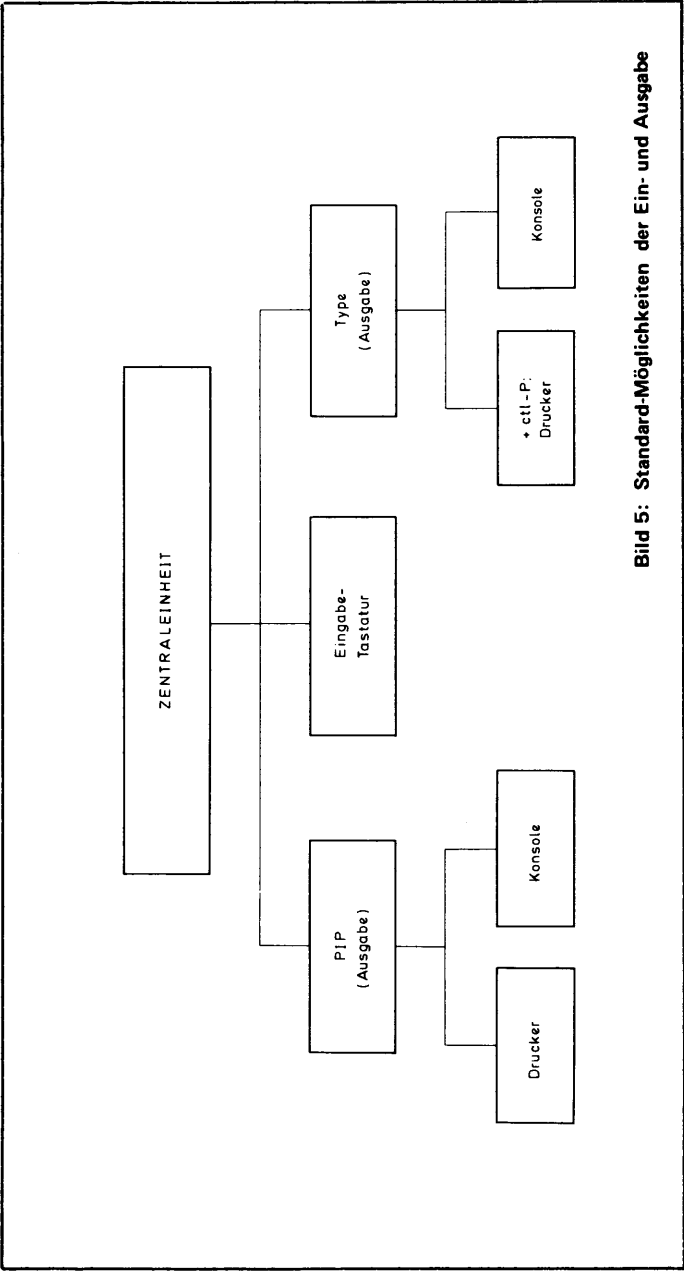 ZENTRALEINHEIT
PIP
(Ausgabe)
Eingabe-
Tastatur
Type
(Ausgabe)
Drucker
Konsole
+ ctl-P:
Drucker
Konsole
Bild 5: Standard-Möglichkeiten der Ein- und Ausgabe